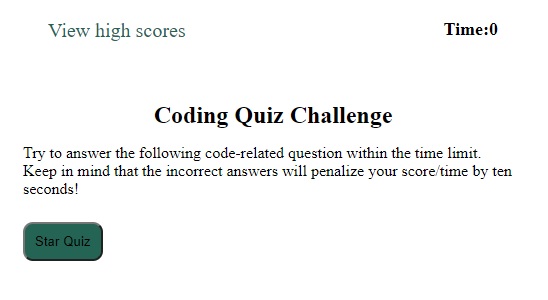 View high scores
Time:0
Coding Quiz Challenge
Try to answer the following code-related question within the time limit.
Keep in mind that the incorrect answers will penalize your score/time by ten
seconds!
Star Quiz